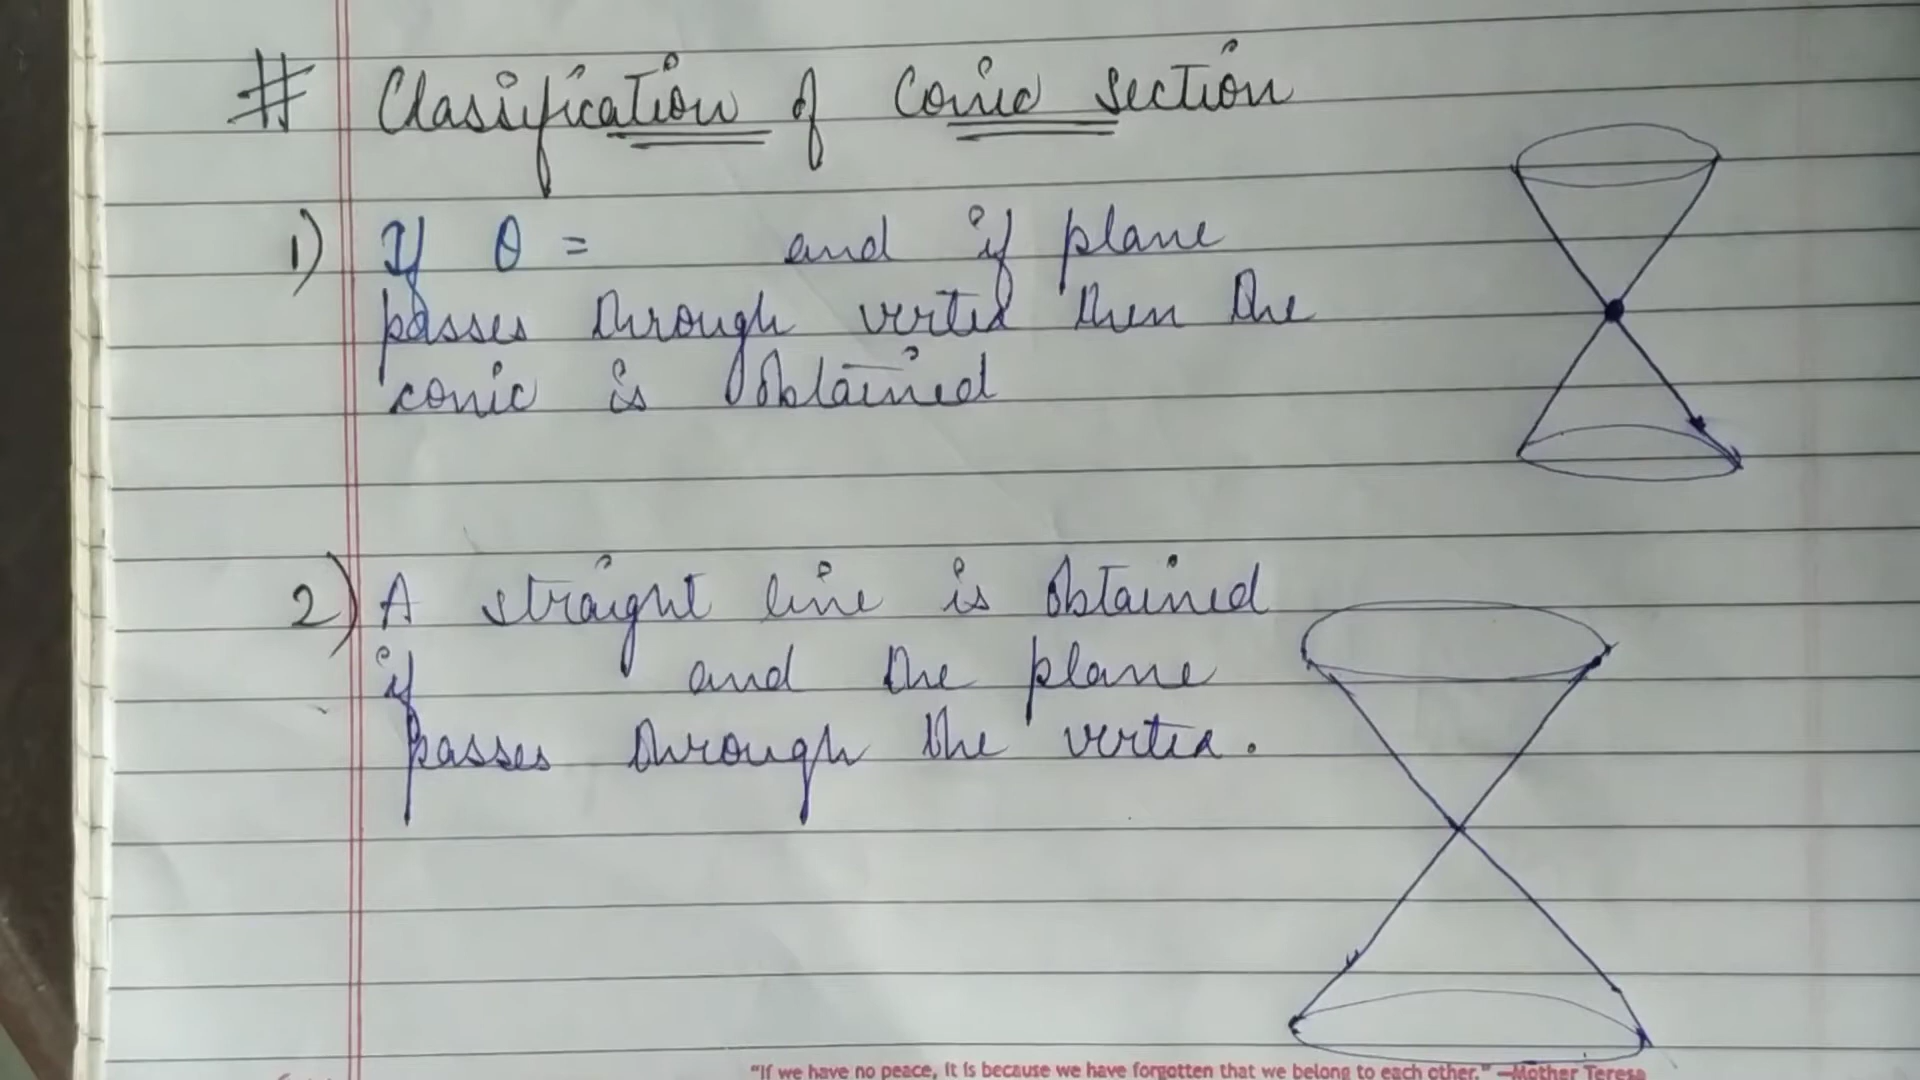 # Clasification of Conic section
1) If θ = and if plane
passes through vertex then the
conic is obtained
2) A straight line is obtained
if and the plane
passes through the vertex.
"If we have no peace, it is because we have forgotten that we belong to each other." —Mother Teresa